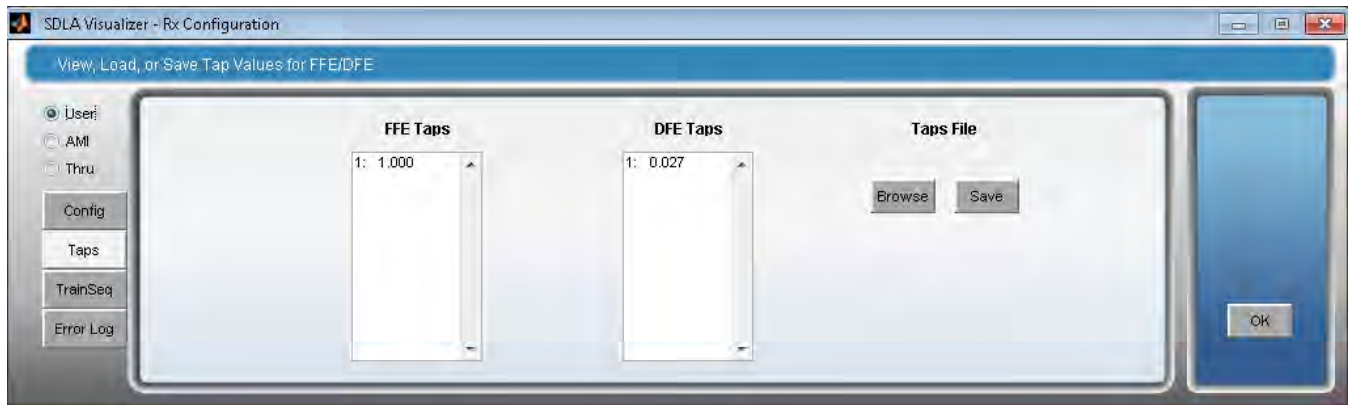 SDLA Visualizer - Rx Configuration
View, Load, or Save Tap Values for FFE/DFE
User
AMI
Thru
Config
Taps
TrainSeq
Error Log
FFE Taps
1: 1.000
DFE Taps
1: 0.027
Taps File
Browse
Save
OK